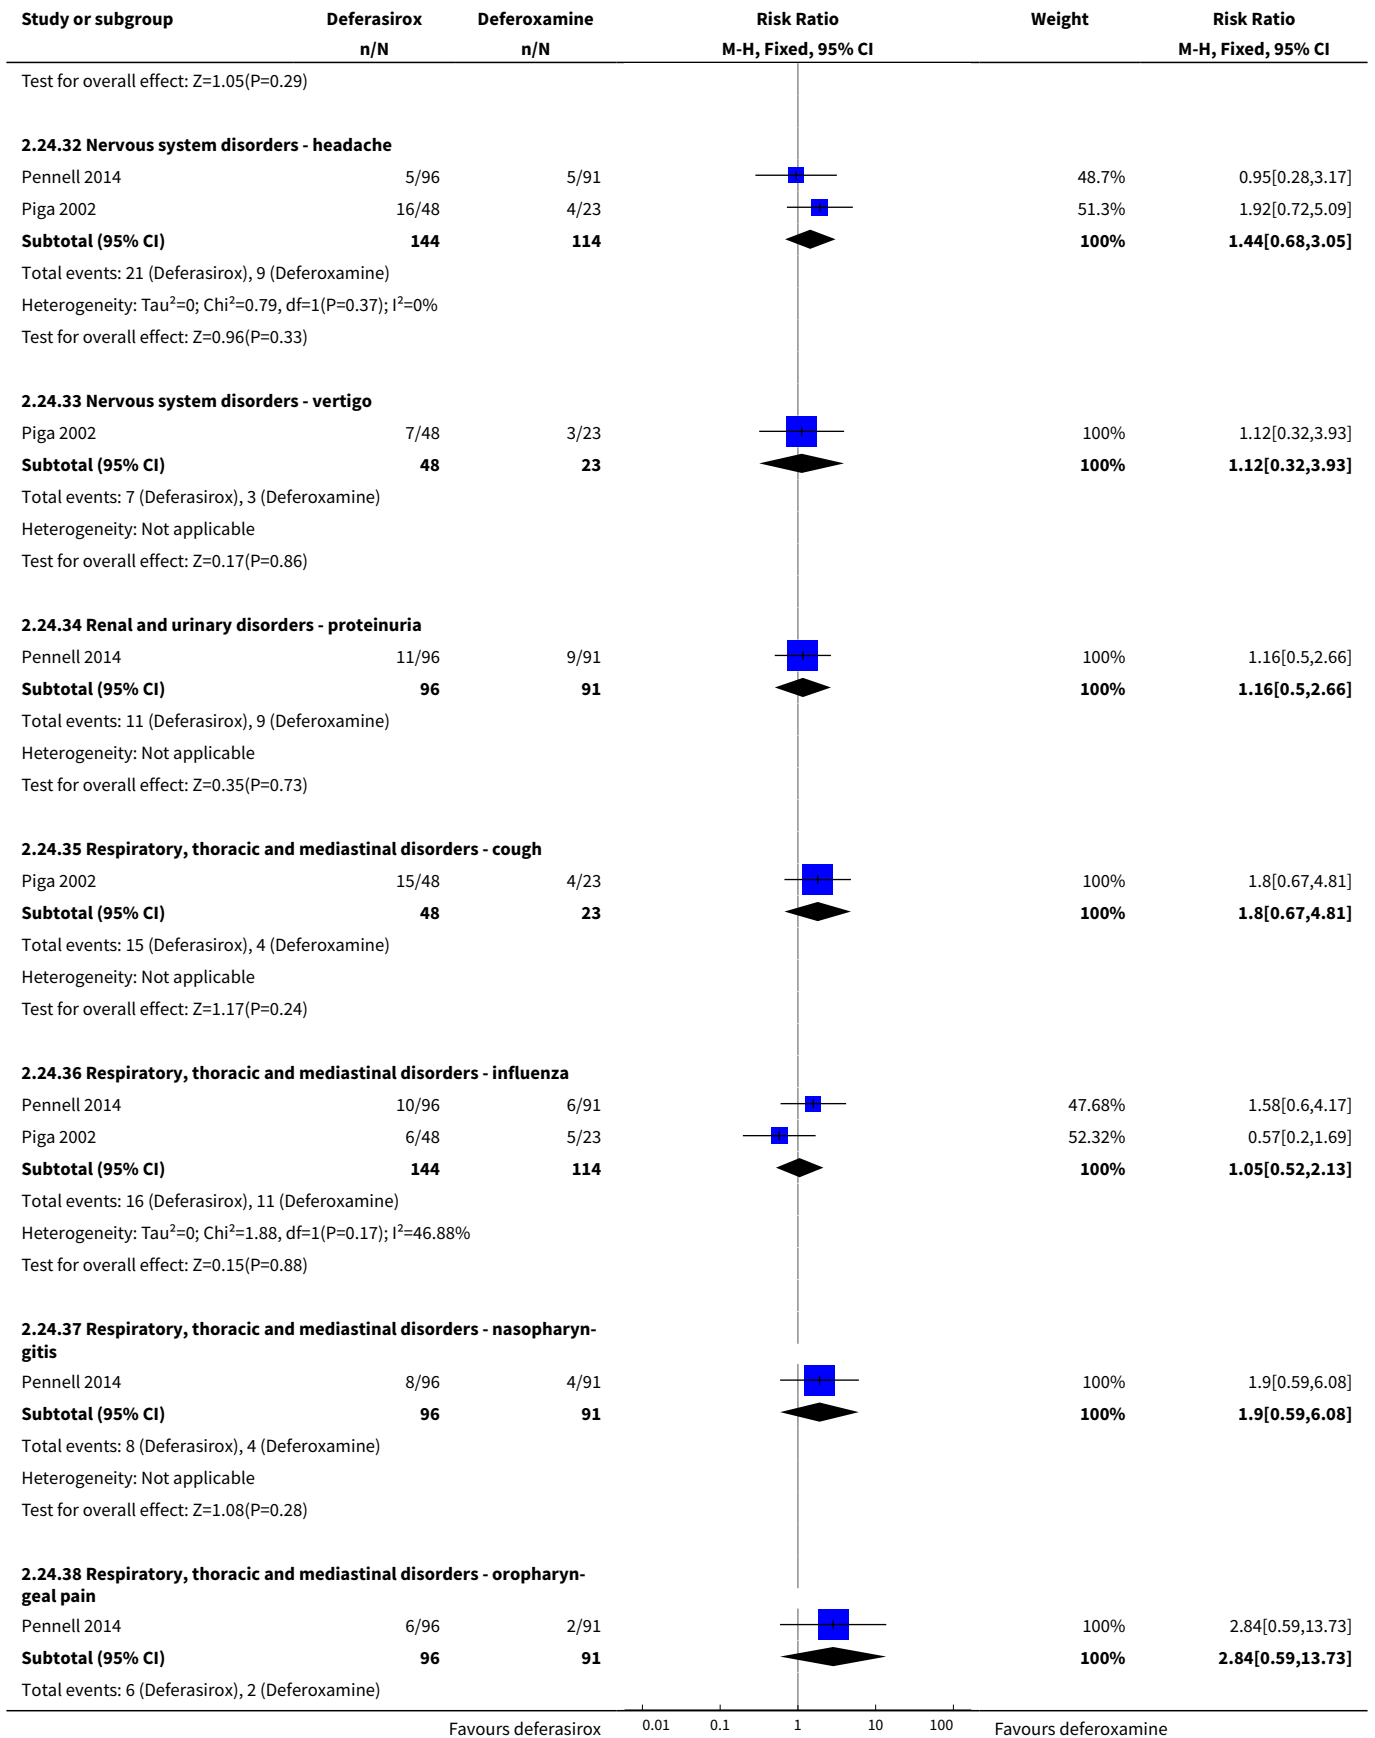 Study or subgroup Deferasirox Deferoxamine Risk Ratio Weight Risk Ratio
n/N n/N M-H, Fixed, 95% CI M-H, Fixed, 95% CI
Test for overall effect: Z=1.05(P=0.29)
2.24.32 Nervous system disorders - headache
Pennell 2014 5/96 5/91 48.7% 0.95[0.28,3.17]
Piga 2002 16/48 4/23 51.3% 1.92[0.72,5.09]
Subtotal (95% CI) 144 114 100% 1.44[0.68,3.05]
Total events: 21 (Deferasirox), 9 (Deferoxamine)
Heterogeneity: Tau²=0; Chi²=0.79, df=1(P=0.37); I²=0%
Test for overall effect: Z=0.96(P=0.33)
2.24.33 Nervous system disorders - vertigo
Piga 2002 7/48 3/23 100% 1.12[0.32,3.93]
Subtotal (95% CI) 48 23 100% 1.12[0.32,3.93]
Total events: 7 (Deferasirox), 3 (Deferoxamine)
Heterogeneity: Not applicable
Test for overall effect: Z=0.17(P=0.86)
2.24.34 Renal and urinary disorders - proteinuria
Pennell 2014 11/96 9/91 100% 1.16[0.5,2.66]
Subtotal (95% CI) 96 91 100% 1.16[0.5,2.66]
Total events: 11 (Deferasirox), 9 (Deferoxamine)
Heterogeneity: Not applicable
Test for overall effect: Z=0.35(P=0.73)
2.24.35 Respiratory, thoracic and mediastinal disorders - cough
Piga 2002 15/48 4/23 100% 1.8[0.67,4.81]
Subtotal (95% CI) 48 23 100% 1.8[0.67,4.81]
Total events: 15 (Deferasirox), 4 (Deferoxamine)
Heterogeneity: Not applicable
Test for overall effect: Z=1.17(P=0.24)
2.24.36 Respiratory, thoracic and mediastinal disorders - influenza
Pennell 2014 10/96 6/91 47.68% 1.58[0.6,4.17]
Piga 2002 6/48 5/23 52.32% 0.57[0.2,1.69]
Subtotal (95% CI) 144 114 100% 1.05[0.52,2.13]
Total events: 16 (Deferasirox), 11 (Deferoxamine)
Heterogeneity: Tau²=0; Chi²=1.88, df=1(P=0.17); I²=46.88%
Test for overall effect: Z=0.15(P=0.88)
2.24.37 Respiratory, thoracic and mediastinal disorders - nasopharyn-
gitis
Pennell 2014 8/96 4/91 100% 1.9[0.59,6.08]
Subtotal (95% CI) 96 91 100% 1.9[0.59,6.08]
Total events: 8 (Deferasirox), 4 (Deferoxamine)
Heterogeneity: Not applicable
Test for overall effect: Z=1.08(P=0.28)
2.24.38 Respiratory, thoracic and mediastinal disorders - oropharyn-
geal pain
Pennell 2014 6/96 2/91 100% 2.84[0.59,13.73]
Subtotal (95% CI) 96 91 100% 2.84[0.59,13.73]
Total events: 6 (Deferasirox), 2 (Deferoxamine)
Favours deferasirox 0.01 0.1 1 10 100 Favours deferoxamine